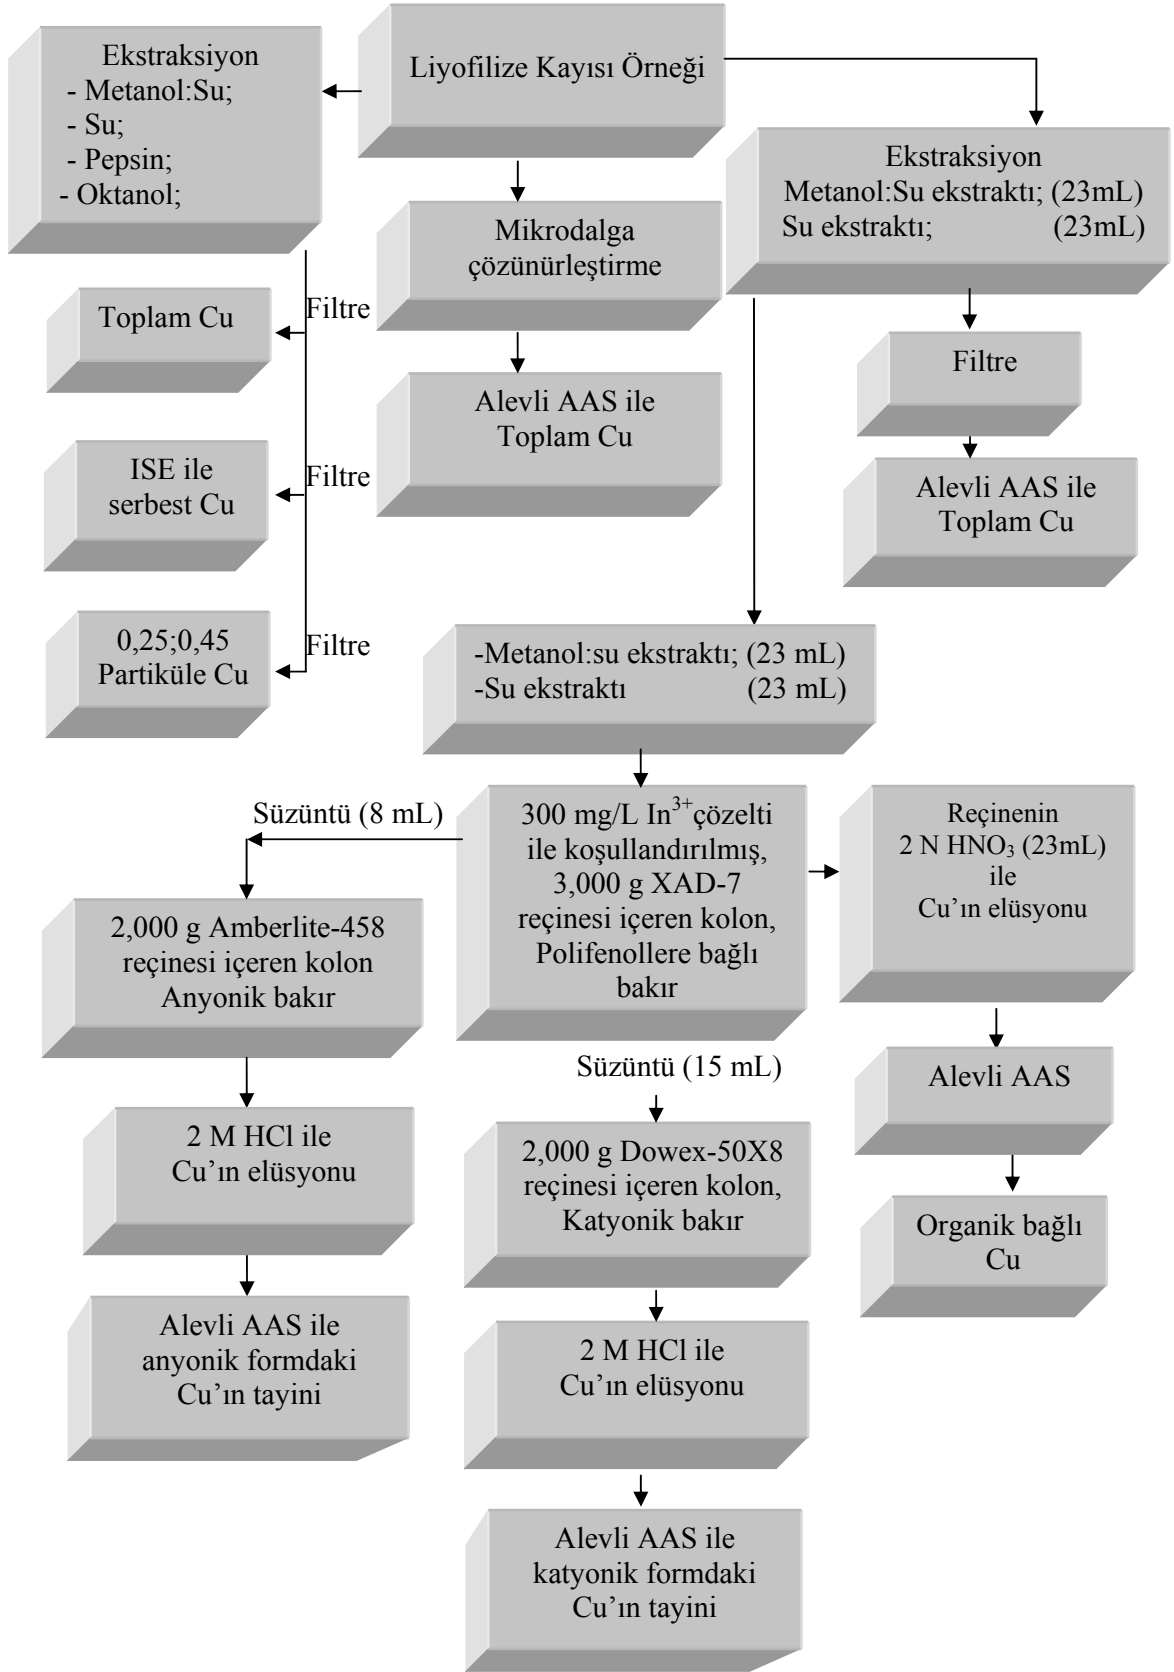 Liyofilize Kayısı Örneği
Ekstraksiyon
- Metanol:Su;
- Su;
- Pepsin;
- Oktanol;
Ekstraksiyon
Metanol:Su ekstraktı; (23mL)
Su ekstraktı; (23mL)
Mikrodalga
çözünürleştirme
Filtre
Toplam Cu
Filtre
Alevli AAS ile
Toplam Cu
Alevli AAS ile
Toplam Cu
Filtre
ISE ile
serbest Cu
Filtre
0,25;0,45
Partiküle Cu
-Metanol:su ekstraktı; (23 mL)
-Su ekstraktı (23 mL)
Süzüntü (8 mL)
300 mg/L In³⁺çözelti
ile koşullandırılmış,
3,000 g XAD-7
reçinesi içeren kolon,
Polifenollere bağlı
bakır
Reçinenin
2 N HNO₃ (23mL)
ile
Cu’ın elüsyonu
2,000 g Amberlite-458
reçinesi içeren kolon
Anyonik bakır
Süzüntü (15 mL)
Alevli AAS
2 M HCl ile
Cu’ın elüsyonu
2,000 g Dowex-50X8
reçinesi içeren kolon,
Katyonik bakır
Organik bağlı
Cu
Alevli AAS ile
anyonik formdaki
Cu’ın tayini
2 M HCl ile
Cu’ın elüsyonu
Alevli AAS ile
katyonik formdaki
Cu’ın tayini